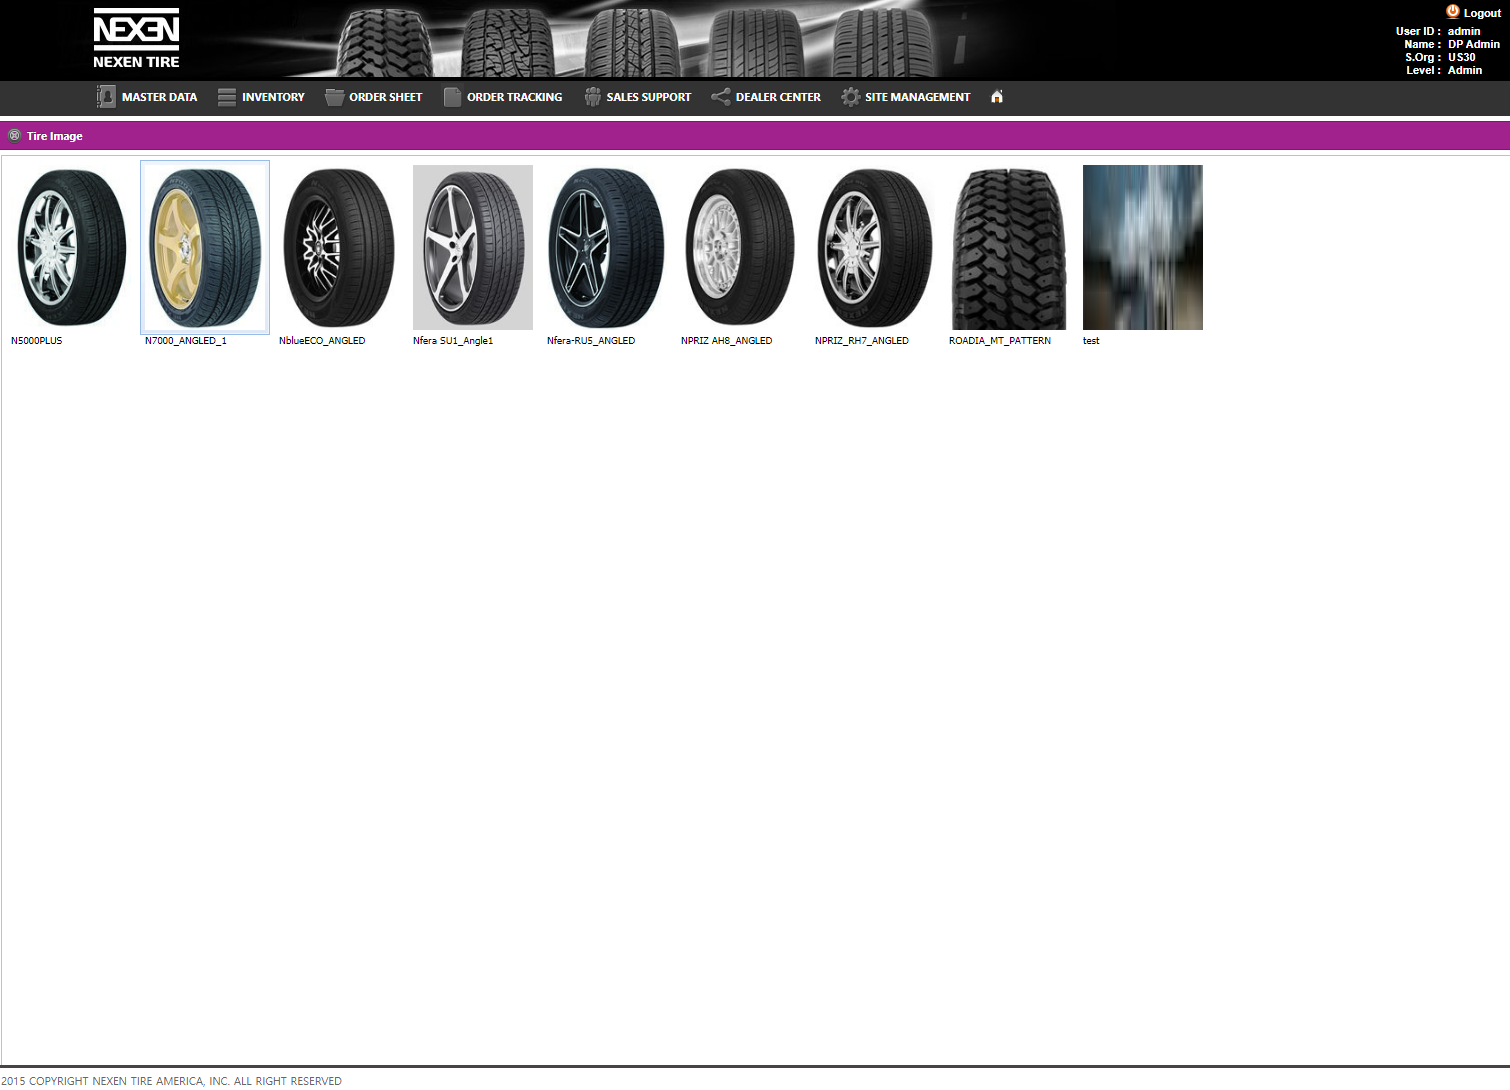 NEXEN
NEXEN TIRE
Logout
User ID : admin
Name : DP Admin
S.Org : US30
Level : Admin
MASTER DATA INVENTORY ORDER SHEET ORDER TRACKING SALES SUPPORT DEALER CENTER SITE MANAGEMENT
Tire Image
N5000PLUS N7000_ANGLED_1 NblueECO_ANGLED Nfera SU1_Angle1 Nfera-RU5_ANGLED NPRIZ AH8_ANGLED NPRIZ_RH7_ANGLED ROADIA_MT_PATTERN test
2015 COPYRIGHT NEXEN TIRE AMERICA, INC. ALL RIGHT RESERVED